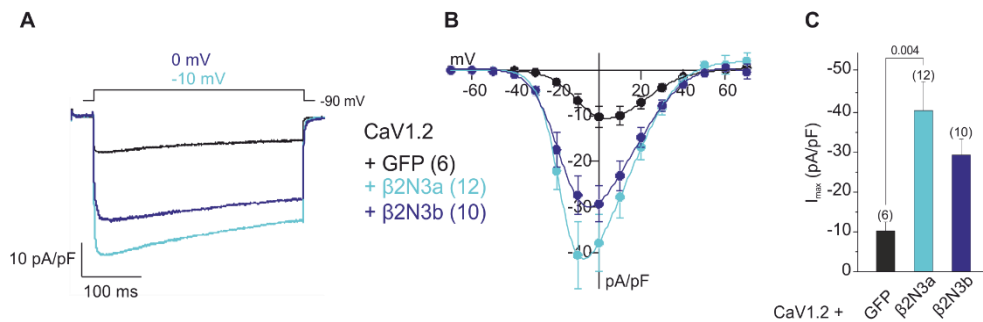 A
0 mV
-10 mV
-90 mV
10 pA/pF
100 ms
CaV1.2
+ GFP (6)
+ β2N3a (12)
+ β2N3b (10)
B
mV
-60 -40 -20 20 40 60
-10
-20
-30
-40
pA/pF
C
0.004
-50
-40
-30
-20
-10
0
I max (pA/pF)
(6)
(12)
(10)
CaV1.2 +
GFP
β2N3a
β2N3b